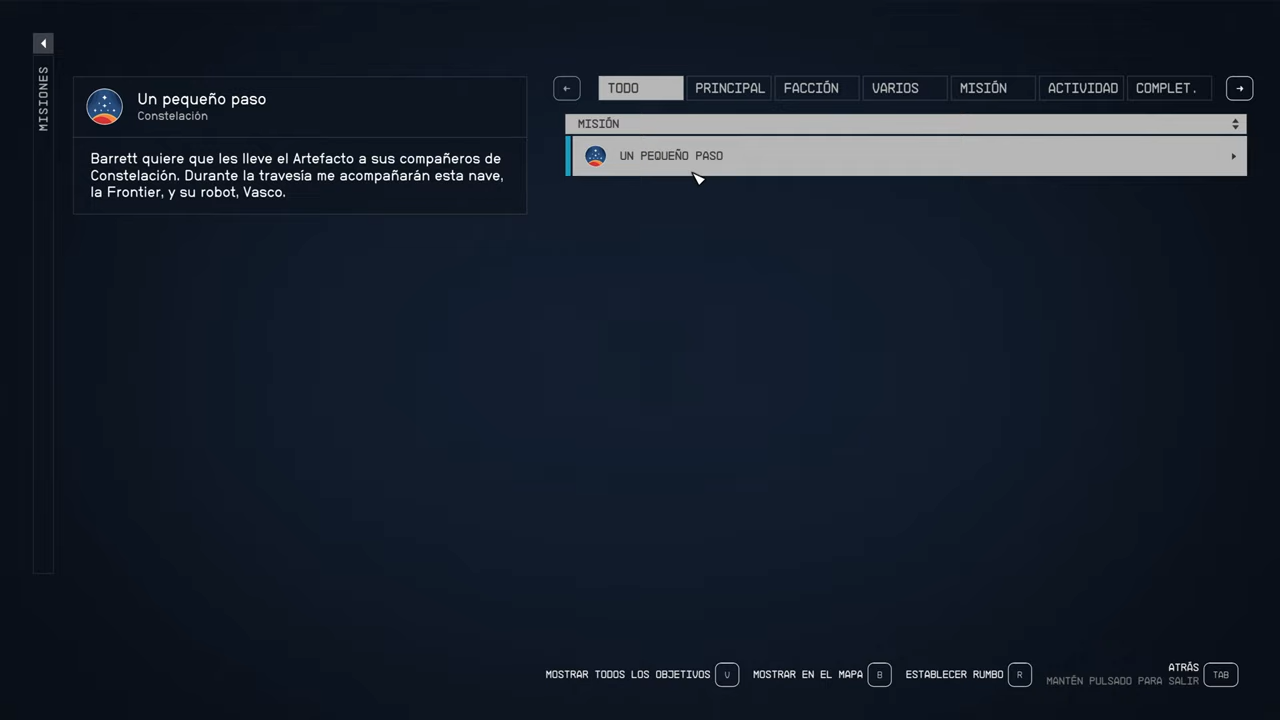 MISIONES
Un pequeño paso
Constelación
Barrett quiere que les lleve el Artefacto a sus compañeros de
Constelación. Durante la travesía me acompañarán esta nave,
la Frontier, y su robot, Vasco.
TODO PRINCIPAL FACCIÓN VARIOS MISIÓN ACTIVIDAD COMPLET.
MISIÓN
UN PEQUEÑO PASO
MOSTRAR TODOS LOS OBJETIVOS U MOSTRAR EN EL MAPA B ESTABLECER RUMBO R ATRÁS TAB
MANTÉN PULSADO PARA SALIR